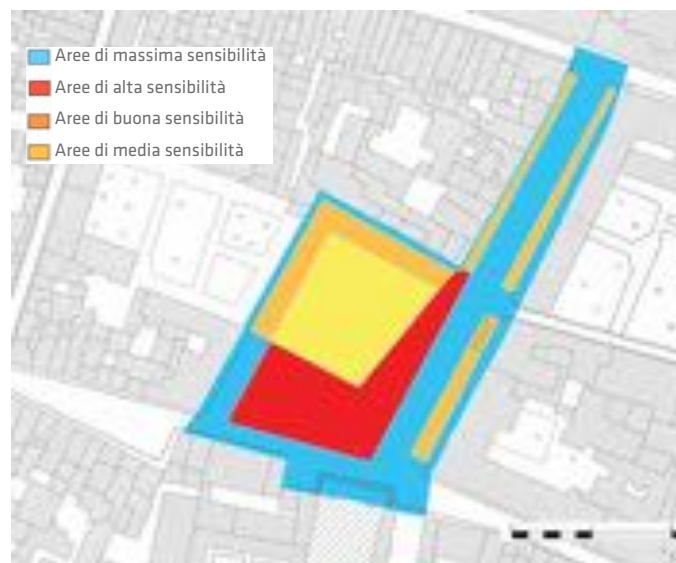 Aree di massima sensibilità
Aree di alta sensibilità
Aree di buona sensibilità
Aree di media sensibilità